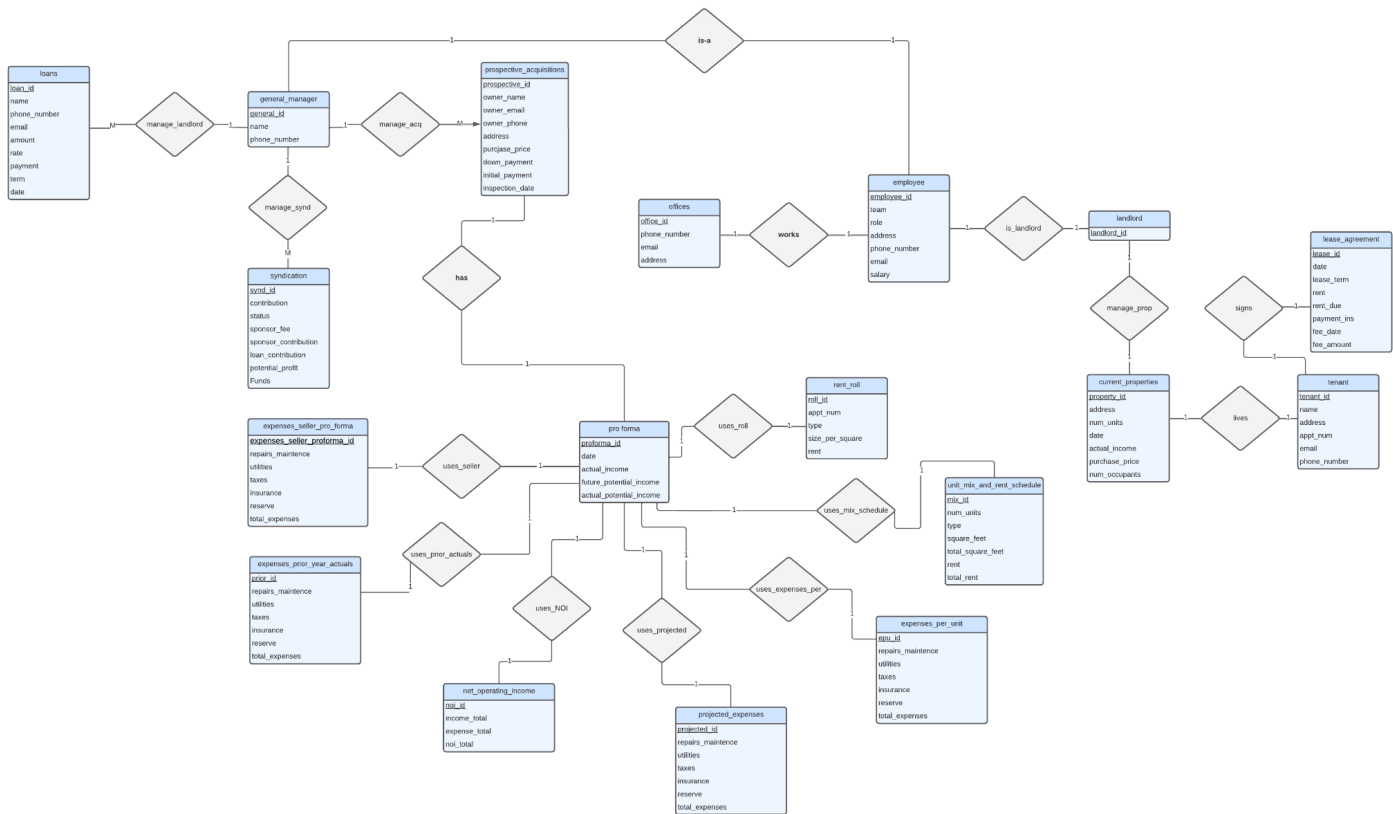 is-a
1
1
loans
loan_id
name
phone_number
email
amount
rate
payment
term
date
M
manage_landlord
1
general_manager
general_id
name
phone_number
1
manage_acq
M
prospective_acquisitions
prospective_id
owner_name
owner_email
owner_phone
address
purcjase_price
down_payment
initial_payment
inspection_date
1
manage_synd
M
syndication
synd_id
contribution
status
sponsor_fee
sponsor_contribution
loan_contribution
potential_profit
Funds
1
has
1
offices
office_id
phone_number
email
address
1
works
1
employee
employee_id
team
role
address
phone_number
email
salary
1
is_landlord
1
landlord
landlord_id
1
manage_prop
1
lease_agreement
lease_id
date
lease_term
rent
rent_due
payment_ins
fee_date
fee_amount
signs
1
1
current_properties
property_id
address
num_units
date
actual_income
purchase_price
num_occupants
1
lives
1
tenant
tenant_id
name
address
appt_num
email
phone_number
rent_roll
roll_id
appt_num
type
size_per_square
rent
uses_roll
1
1
pro forma
proforma_id
date
actual_income
future_potential_income
actual_potential_income
expenses_seller_pro_forma
expenses_seller_proforma_id
repairs_maintence
utilities
taxes
insurance
reserve
total_expenses
1
uses_seller
1
expenses_prior_year_actuals
prior_id
repairs_maintence
utilities
taxes
insurance
reserve
total_expenses
1
uses_prior_actuals
1
1
uses_NOI
1
net_operating_income
noi_id
income_total
expense_total
noi_total
1
uses_projected
1
projected_expenses
projected_id
repairs_maintence
utilities
taxes
insurance
reserve
total_expenses
1
uses_expenses_per
1
expenses_per_unit
epu_id
repairs_maintence
utilities
taxes
insurance
reserve
total_expenses
1
uses_mix_schedule
1
unit_mix_and_rent_schedule
mix_id
num_units
type
square_feet
total_square_feet
rent
total_rent